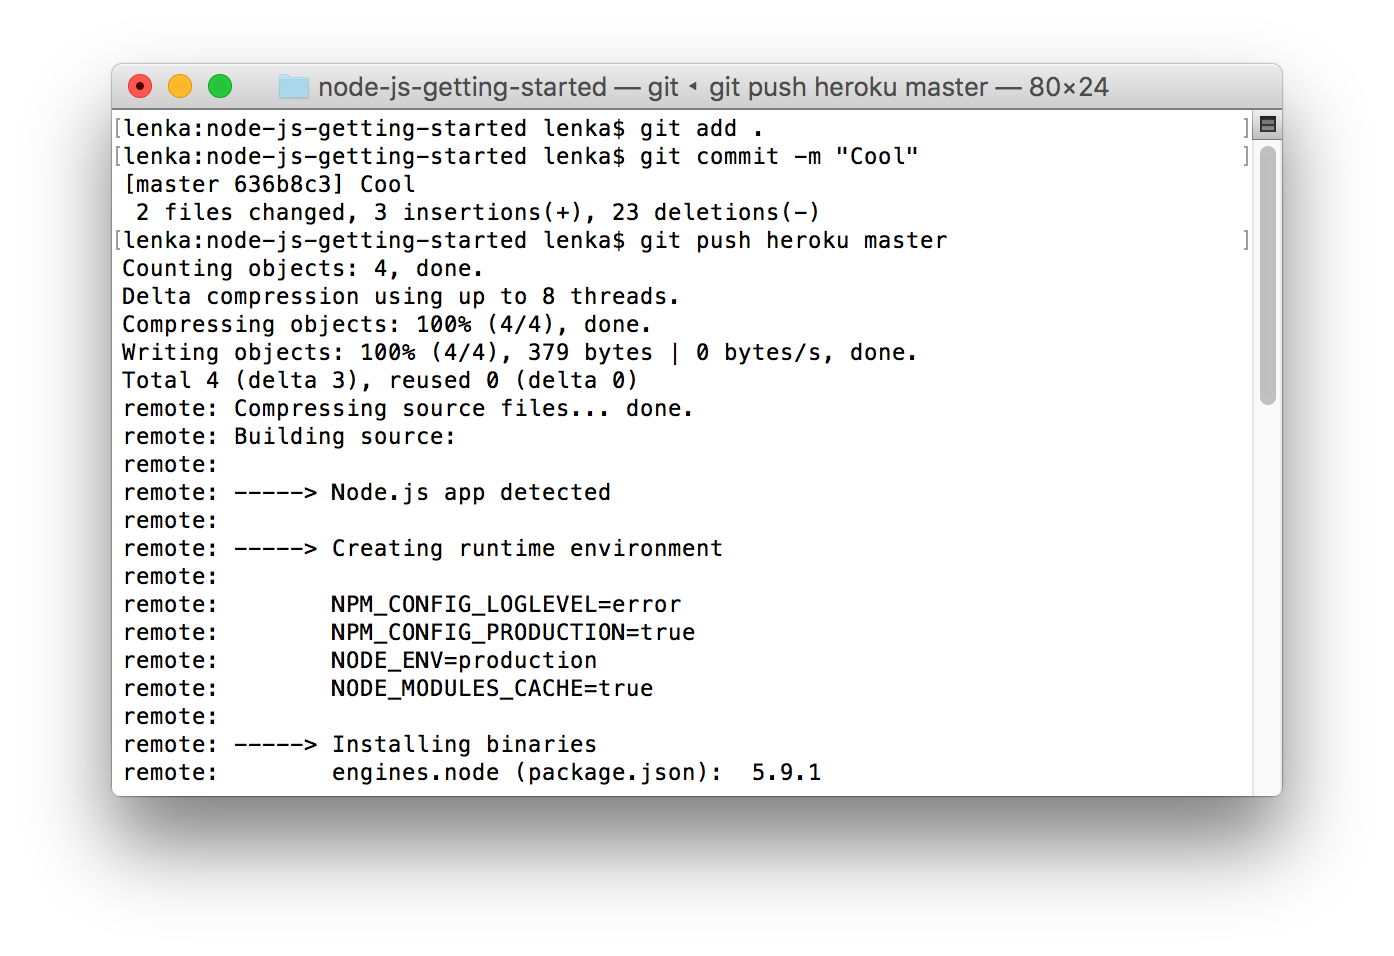 node-js-getting-started — git ◂ git push heroku master — 80×24
[lenka:node-js-getting-started lenka$ git add . ]
[lenka:node-js-getting-started lenka$ git commit -m "Cool" ]
[master 636b8c3] Cool
 2 files changed, 3 insertions(+), 23 deletions(-)
[lenka:node-js-getting-started lenka$ git push heroku master ]
Counting objects: 4, done.
Delta compression using up to 8 threads.
Compressing objects: 100% (4/4), done.
Writing objects: 100% (4/4), 379 bytes | 0 bytes/s, done.
Total 4 (delta 3), reused 0 (delta 0)
remote: Compressing source files... done.
remote: Building source:
remote:
remote: -----> Node.js app detected
remote:
remote: -----> Creating runtime environment
remote:
remote:        NPM_CONFIG_LOGLEVEL=error
remote:        NPM_CONFIG_PRODUCTION=true
remote:        NODE_ENV=production
remote:        NODE_MODULES_CACHE=true
remote:
remote: -----> Installing binaries
remote:        engines.node (package.json):  5.9.1